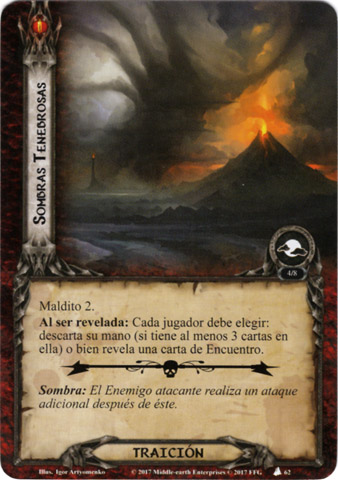 SOMBRAS TENEBROSAS
4/8
Maldito 2.
Al ser revelada: Cada jugador debe elegir:
descarta su mano (si tiene al menos 3 cartas en
ella) o bien revela una carta de Encuentro.
Sombra: El Enemigo atacante realiza un ataque
adicional después de éste.
TRAICIÓN
Illus. Igor Artyomenko © 2017 Middle-earth Enterprises ® 2017 FFG 62